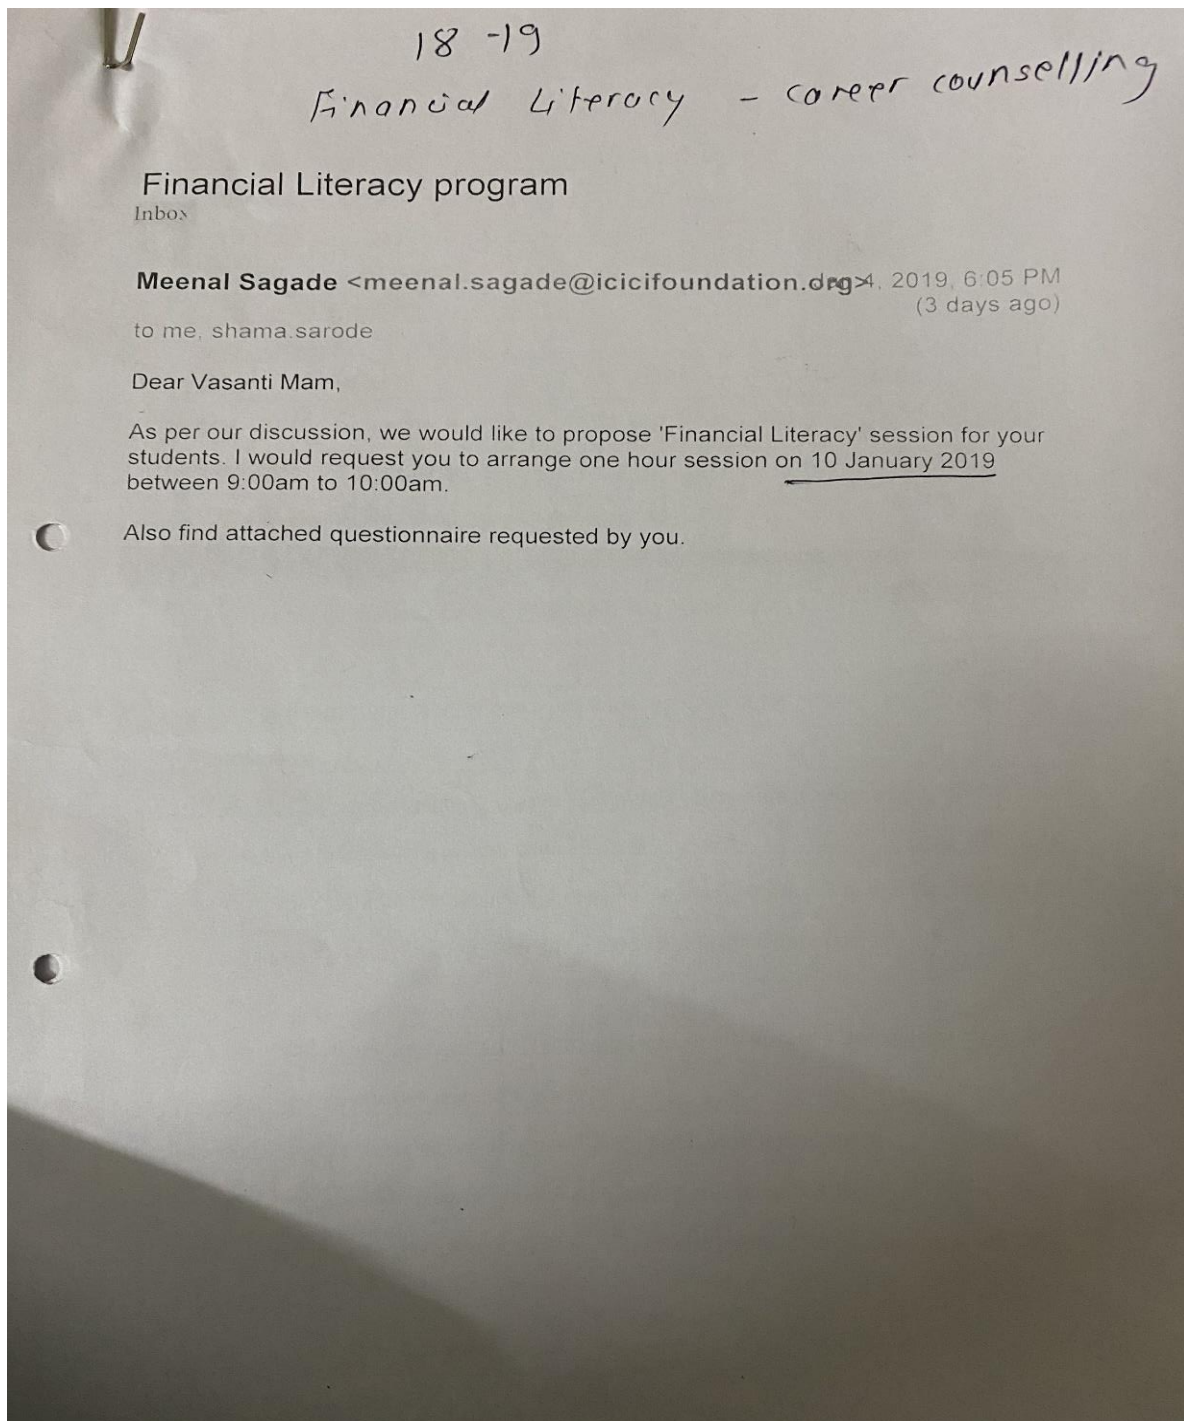 18 -19
Financial Literacy - career counselling
Financial Literacy program
Inbox
Meenal Sagade <meenal.sagade@icicifoundation.org> 4, 2019, 6:05 PM
(3 days ago)
to me, shama.sarode
Dear Vasanti Mam,
As per our discussion, we would like to propose 'Financial Literacy' session for your
students. I would request you to arrange one hour session on 10 January 2019
between 9:00am to 10:00am.
Also find attached questionnaire requested by you.